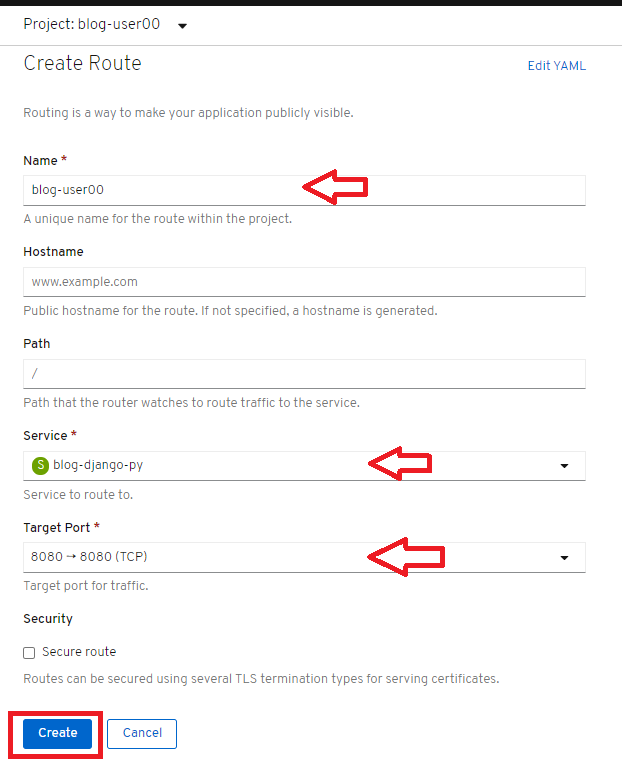 Project: blog-user00
Create Route
Edit YAML
Routing is a way to make your application publicly visible.
Name *
blog-user00
A unique name for the route within the project.
Hostname
www.example.com
Public hostname for the route. If not specified, a hostname is generated.
Path
/
Path that the router watches to route traffic to the service.
Service *
S blog-django-py
Service to route to.
Target Port *
8080 → 8080 (TCP)
Target port for traffic.
Security
Secure route
Routes can be secured using several TLS termination types for serving certificates.
Create Cancel